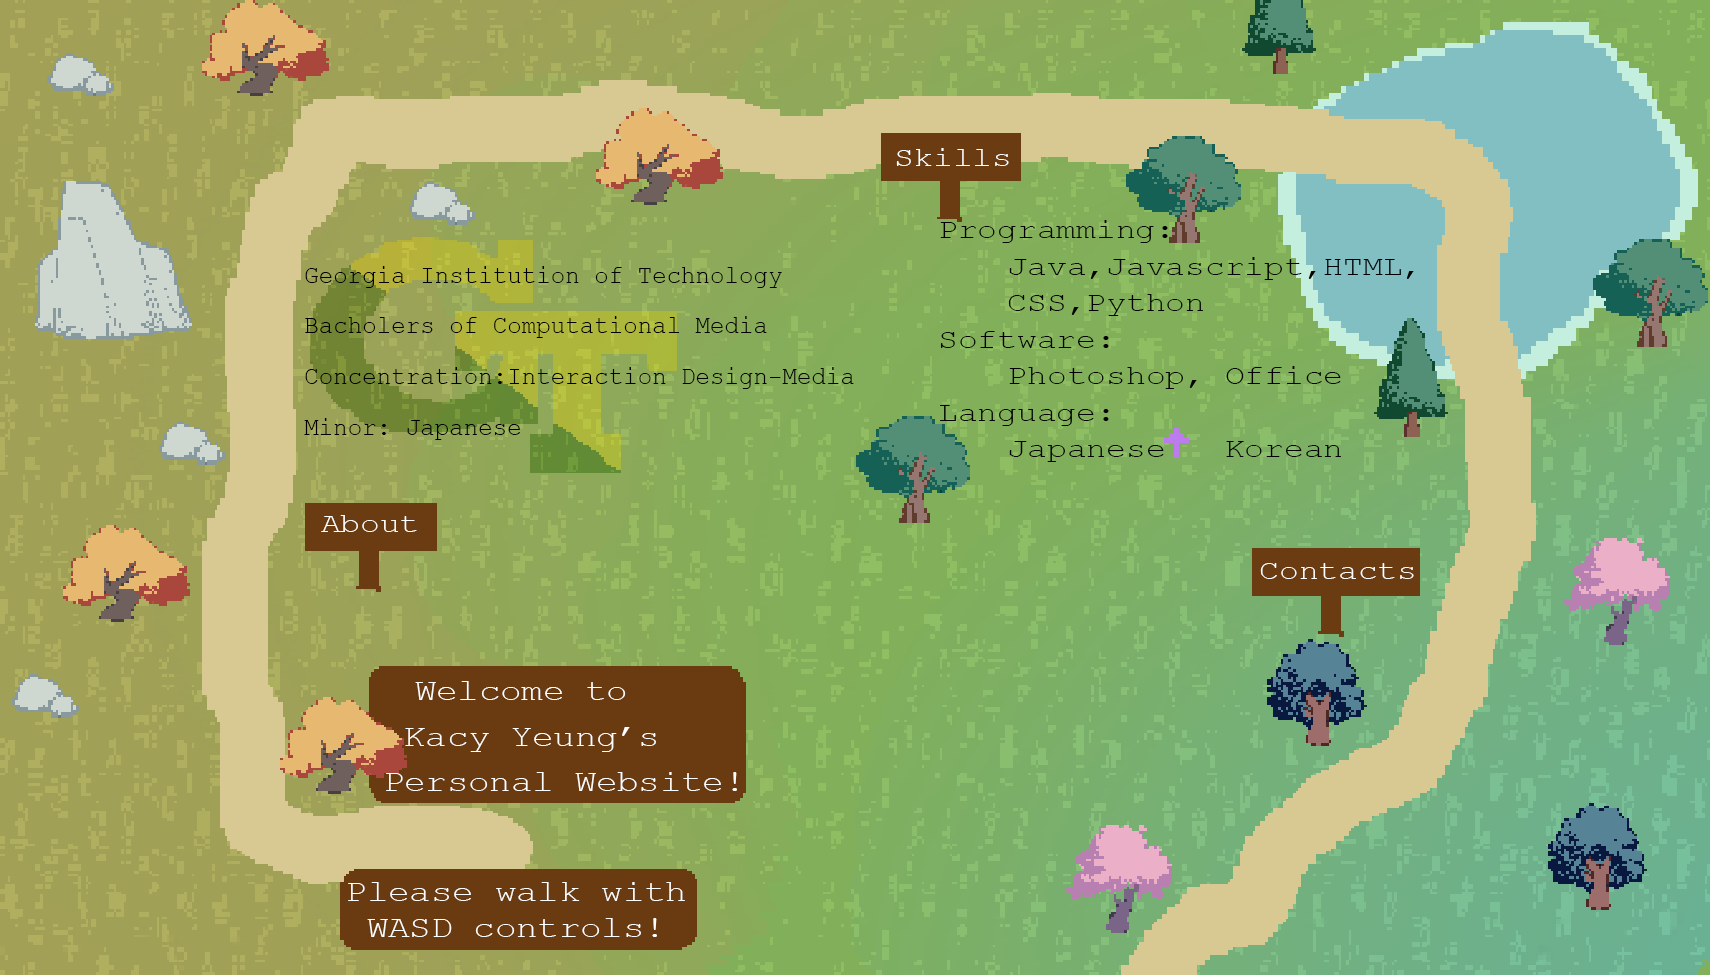 Skills
Programming:
Java,Javascript,HTML,
CSS,Python
Software:
Photoshop, Office
Language:
Japanese Korean
Georgia Institution of Technology
Bacholers of Computational Media
Concentration:Interaction Design-Media
Minor: Japanese
GT
About
Contacts
Welcome to
Kacy Yeung’s
Personal Website!
Please walk with
WASD controls!